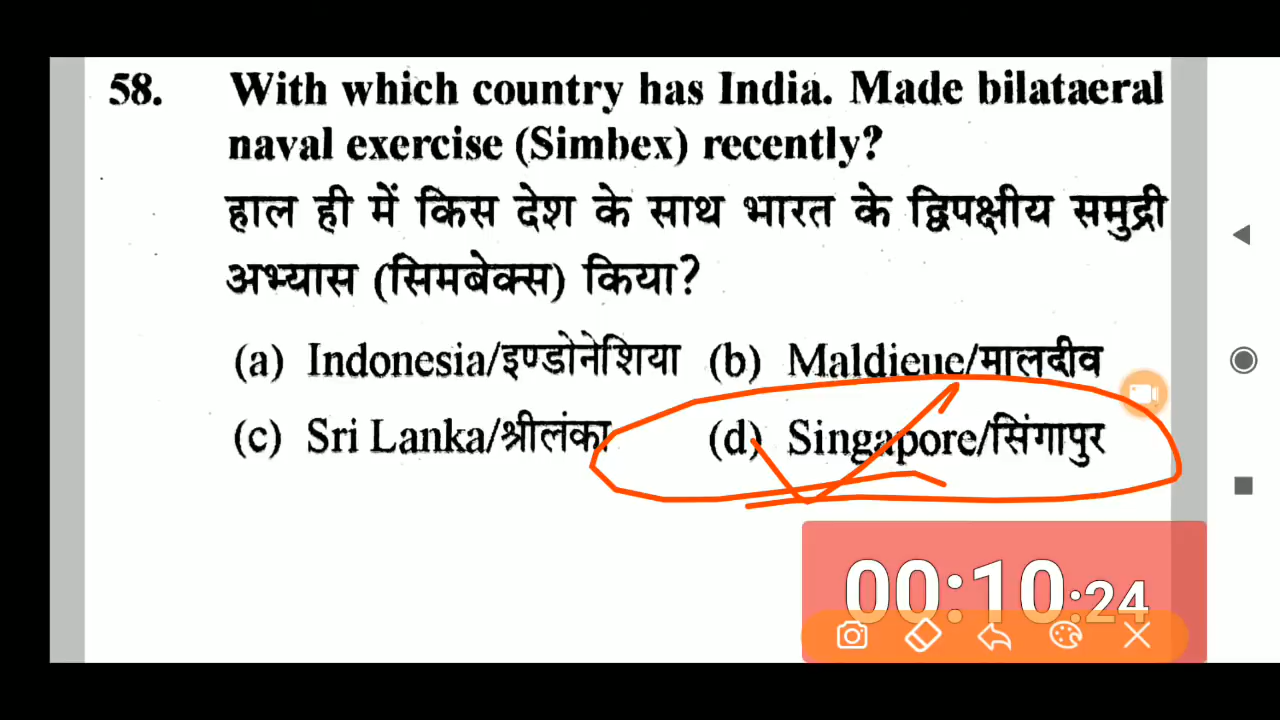 58. With which country has India. Made bilataeral
naval exercise (Simbex) recently?
हाल ही में किस देश के साथ भारत के द्विपक्षीय समुद्री
अभ्यास (सिमबेक्स) किया?
(a) Indonesia/इण्डोनेशिया (b) Maldieue/मालदीव
(c) Sri Lanka/श्रीलंका (d) Singapore/सिंगापुर
00:10:24